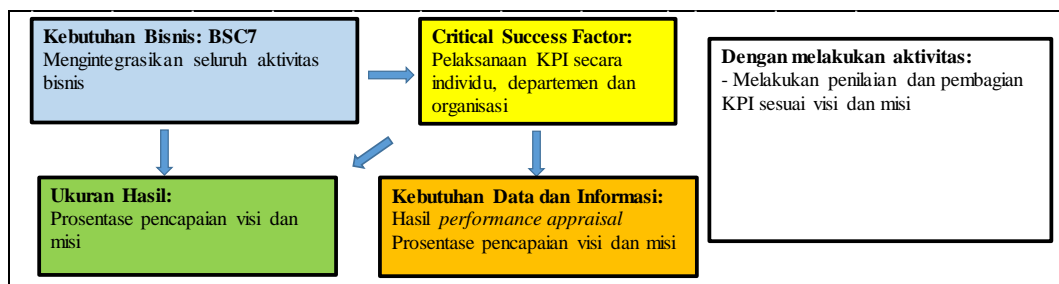 Kebutuhan Bisnis: BSC7
Mengintegrasikan seluruh aktivitas
bisnis
Critical Success Factor:
Pelaksanaan KPI secara
individu, departemen dan
organisasi
Dengan melakukan aktivitas:
- Melakukan penilaian dan pembagian
KPI sesuai visi dan misi
Ukuran Hasil:
Prosentase pencapaian visi dan
misi
Kebutuhan Data dan Informasi:
Hasil performance appraisal
Prosentase pencapaian visi dan misi